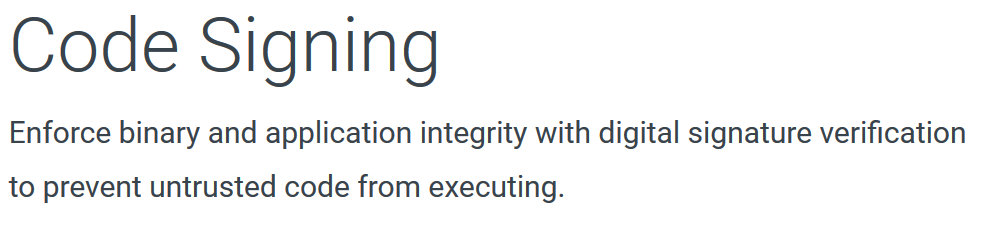 Code Signing
Enforce binary and application integrity with digital signature verification
to prevent untrusted code from executing.